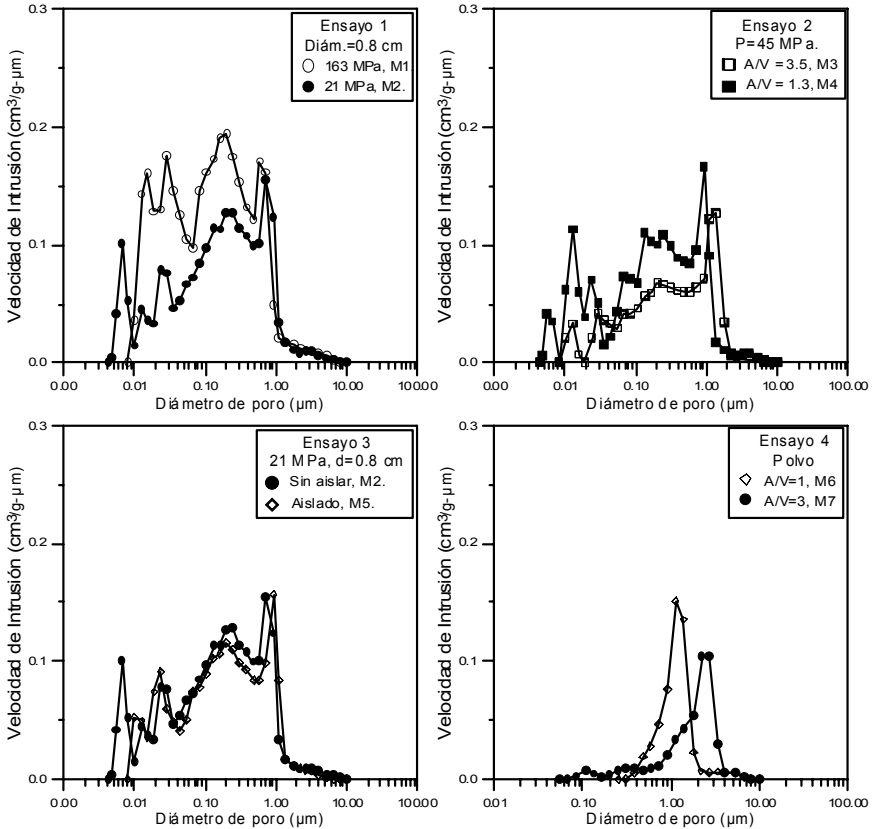 Ensayo 1
Diám.=0.8 cm
163 MPa, M1
21 MPa, M2.
0.3
0.2
0.1
0.0
0.00
0.01
0.10
1.00
10.00
100.00
Velocidad de Intrusión (cm3/g-µm)
Diámetro de poro (µm)
Ensayo 2
P=45 MPa.
A/V = 3.5, M3
A/V = 1.3, M4
0.3
0.2
0.1
0.0
0.00
0.01
0.10
1.00
10.00
100.00
Velocidad de Intrusión (cm3/g-µm)
Diámetro de poro (µm)
Ensayo 3
21 MPa, d=0.8 cm
Sin aislar, M2.
Aislado, M5.
0.3
0.2
0.1
0.0
0.00
0.01
0.10
1.00
10.00
100.00
Velocidad de Intrusión (cm3/g-µm)
Diámetro de poro (µm)
Ensayo 4
Polvo
A/V=1, M6
A/V=3, M7
0.3
0.2
0.1
0.0
0.01
0.10
1.00
10.00
100.00
Velocidad de Intrusión (cm3/g-µm)
Diámetro de poro (µm)